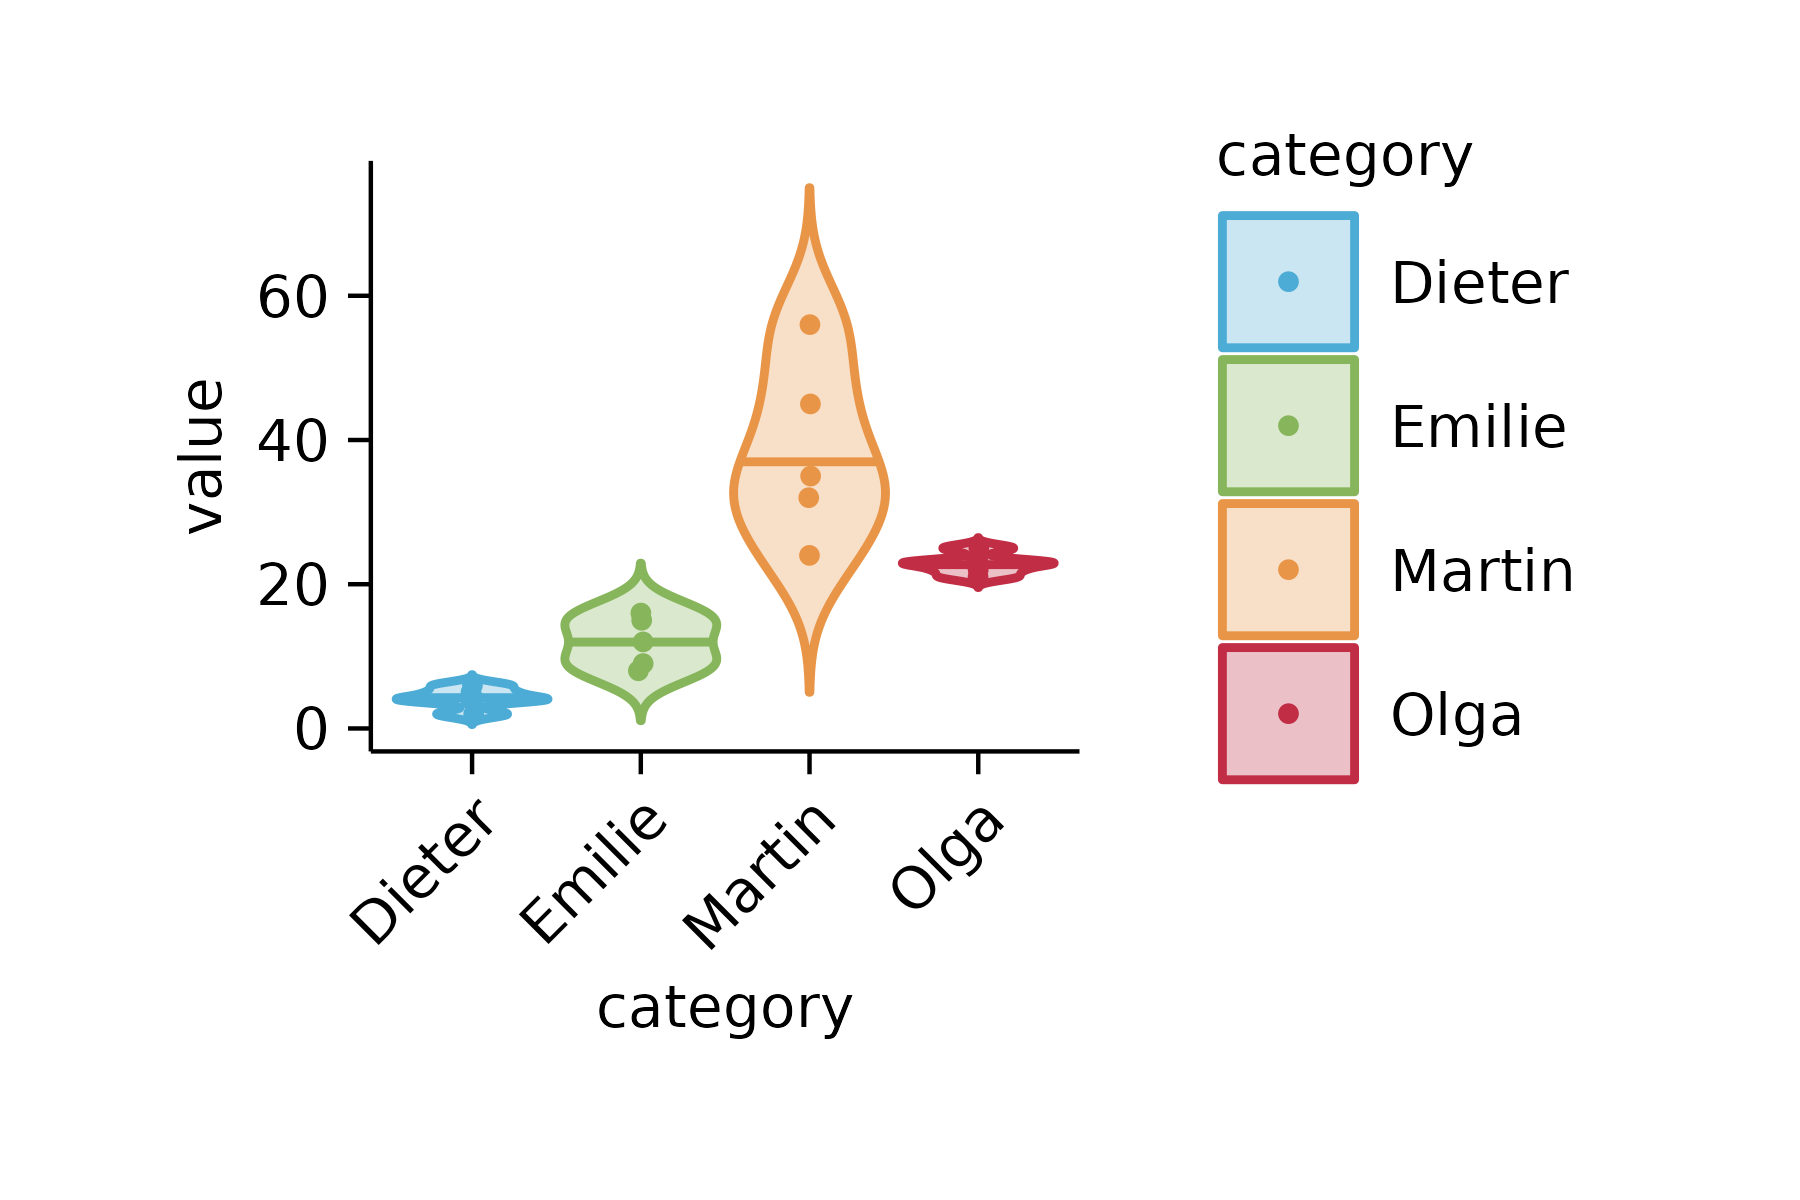 category
Dieter
Emilie
Martin
Olga
value
60
40
20
0
Dieter
Emilie
Martin
Olga
category